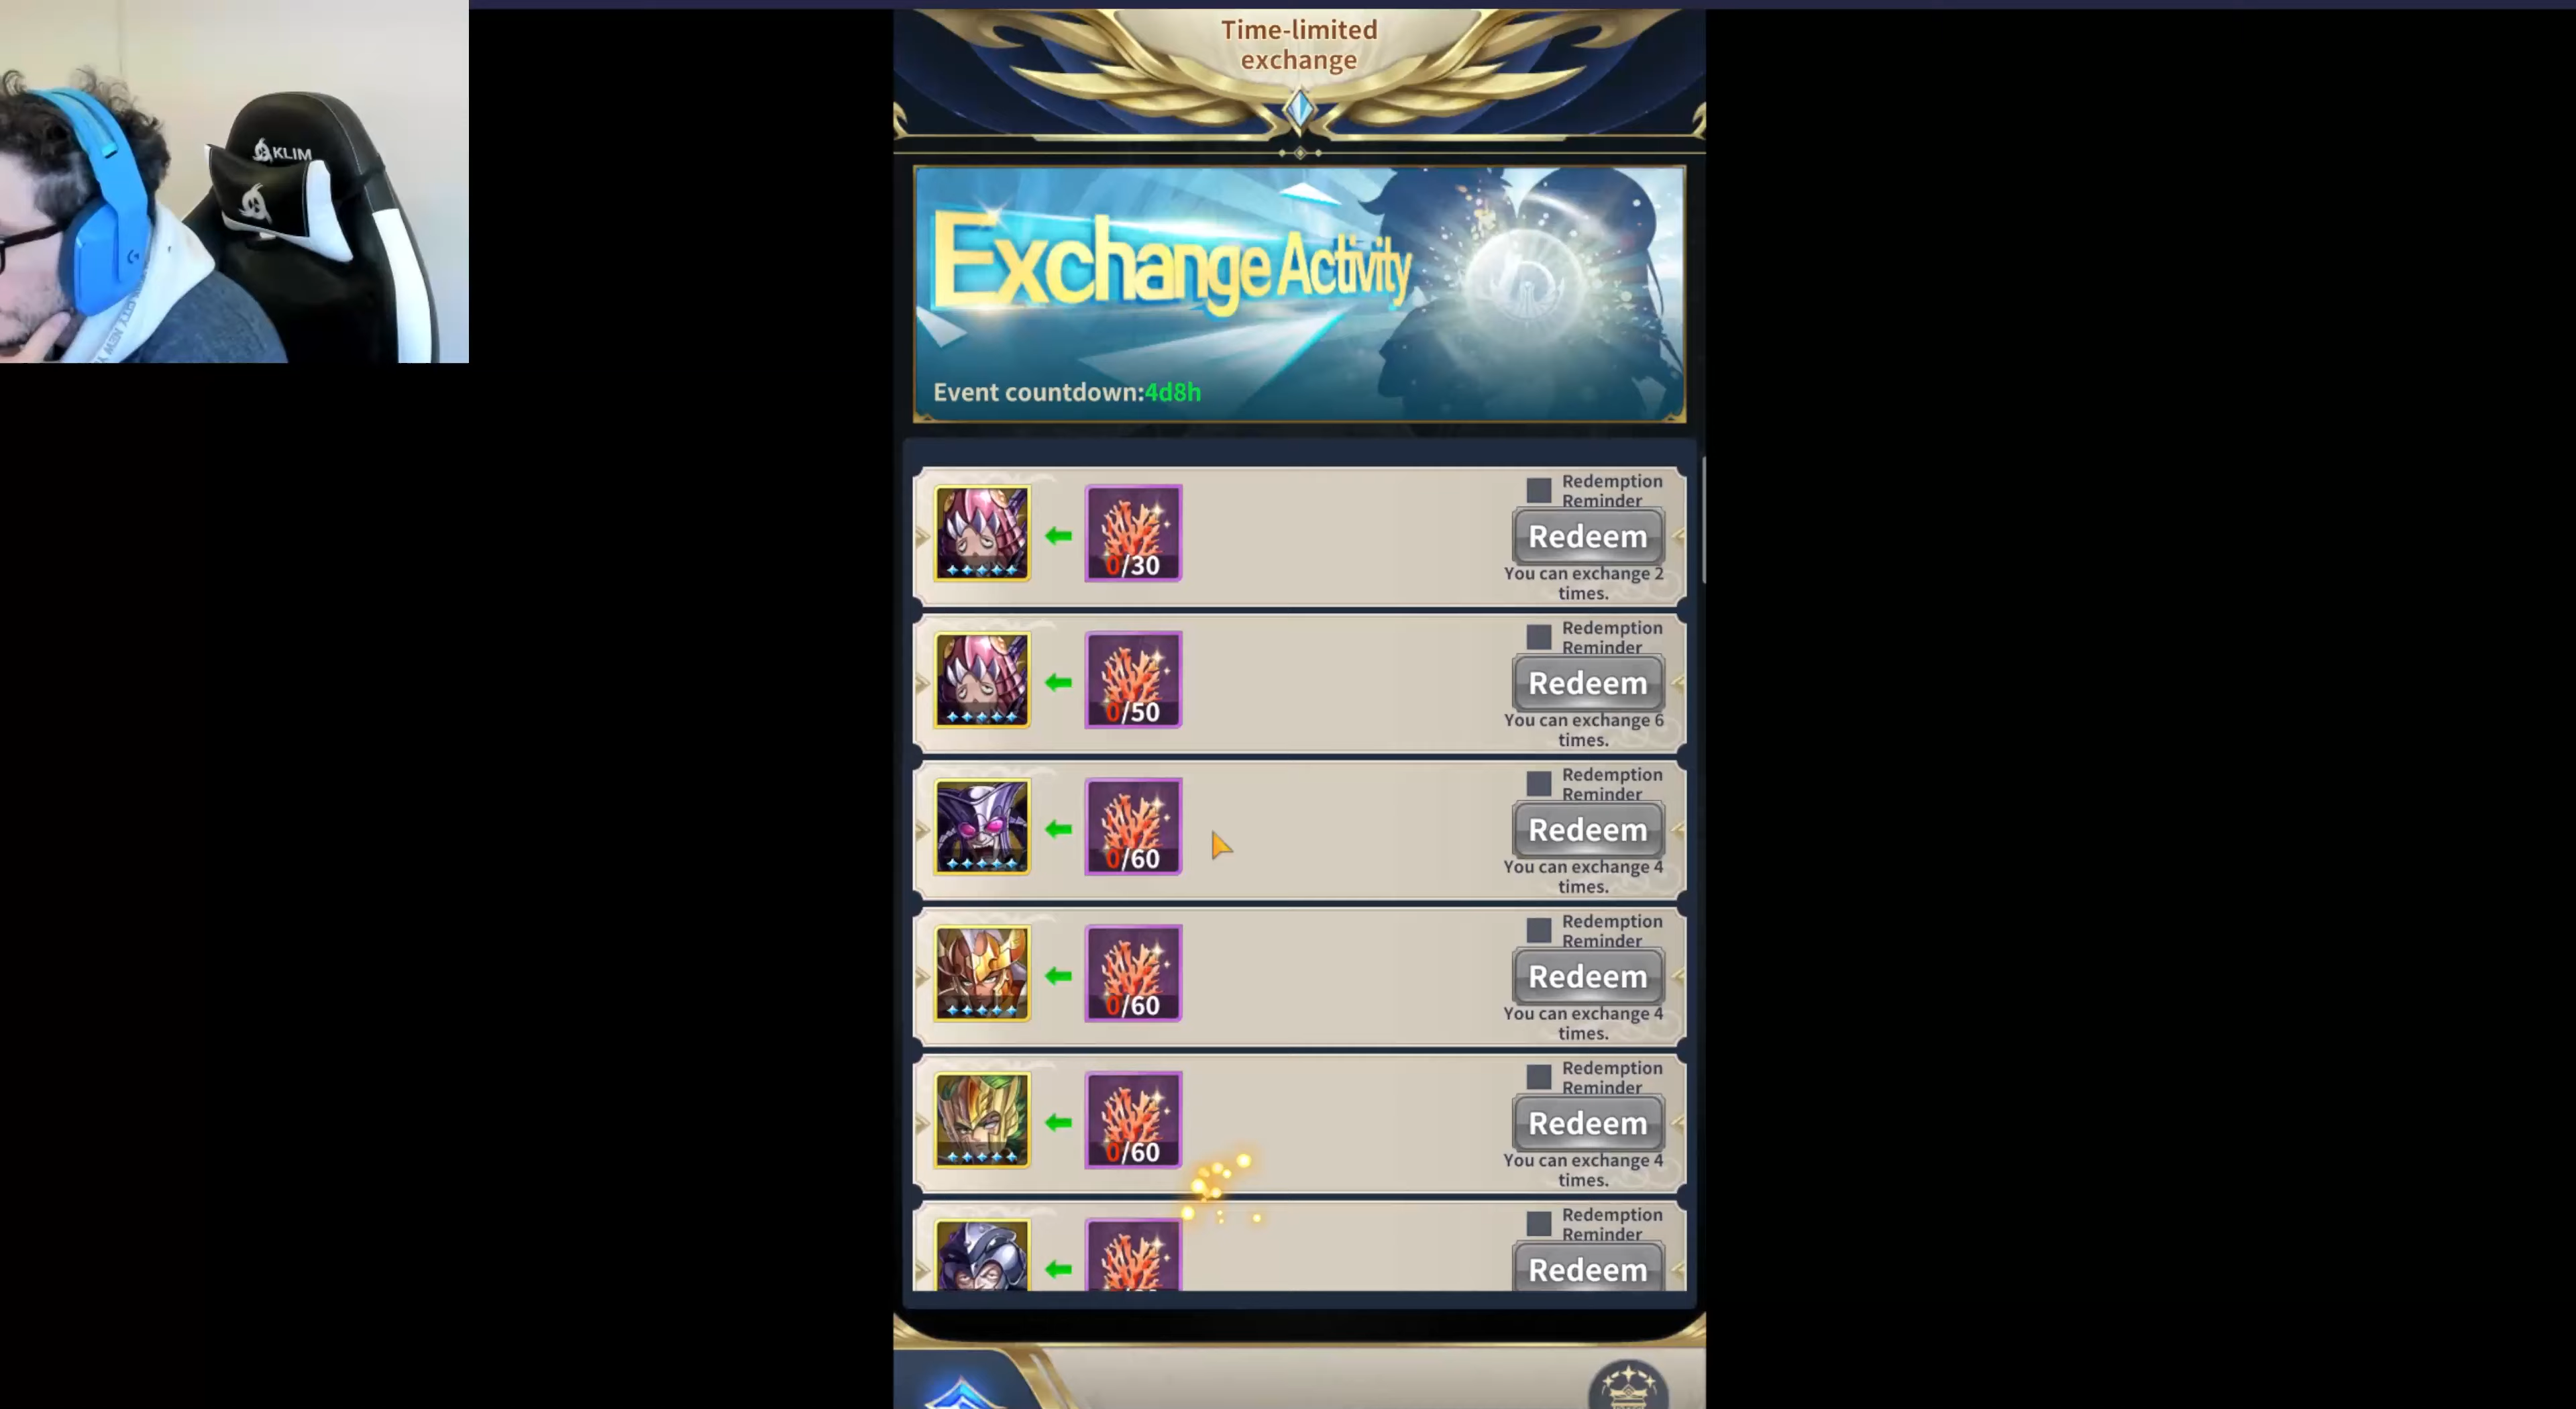 KLIM
Time-limited
exchange
Exchange Activity
Event countdown:4d8h
Redemption
Reminder
0/30
Redeem
You can exchange 2
times.
Redemption
Reminder
0/50
Redeem
You can exchange 6
times.
Redemption
Reminder
0/60
Redeem
You can exchange 4
times.
Redemption
Reminder
0/60
Redeem
You can exchange 4
times.
Redemption
Reminder
0/60
Redeem
You can exchange 4
times.
Redemption
Reminder
Redeem